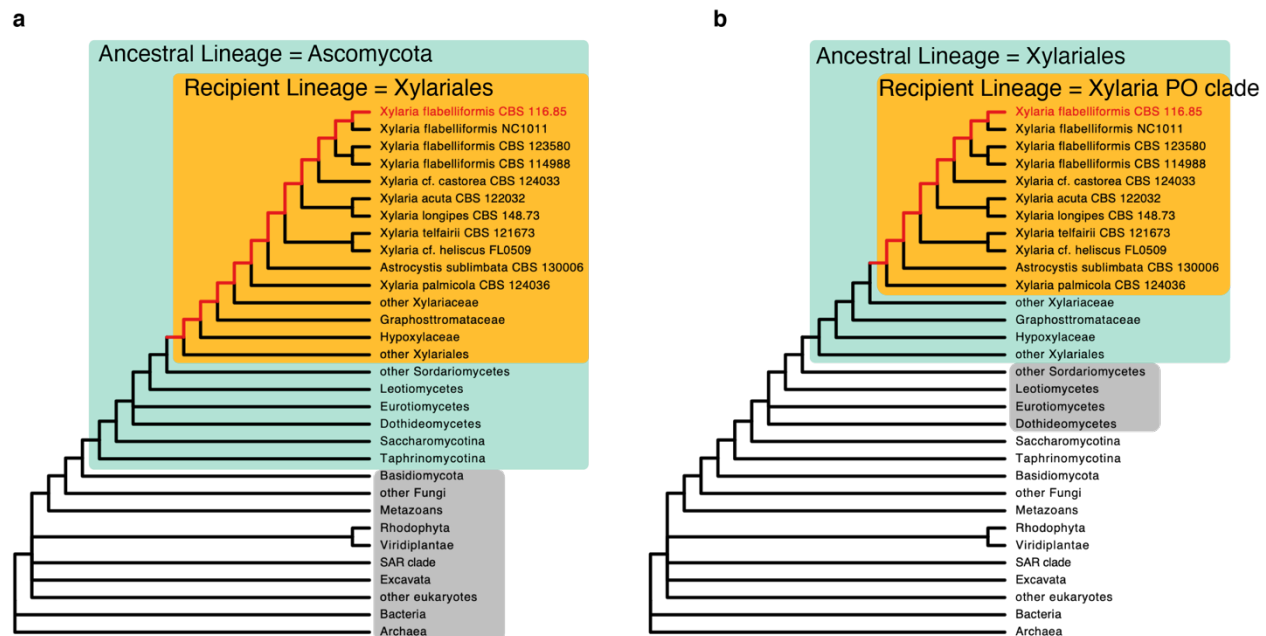 a
Ancestral Lineage = Ascomycota
Recipient Lineage = Xylariales
Xylaria flabelliformis CBS 116.85
Xylaria flabelliformis NC1011
Xylaria flabelliformis CBS 123580
Xylaria flabelliformis CBS 114988
Xylaria cf. castorea CBS 124033
Xylaria acuta CBS 122032
Xylaria longipes CBS 148.73
Xylaria telfairii CBS 121673
Xylaria cf. heliscus FL0509
Astrocystis sublimbata CBS 130006
Xylaria palmicola CBS 124036
other Xylariaceae
Graphosttromataceae
Hypoxylaceae
other Xylariales
other Sordariomycetes
Leotiomycetes
Eurotiomycetes
Dothideomycetes
Saccharomycotina
Taphrinomycotina
Basidiomycota
other Fungi
Metazoans
Rhodophyta
Viridiplantae
SAR clade
Excavata
other eukaryotes
Bacteria
Archaea
b
Ancestral Lineage = Xylariales
Recipient Lineage = Xylaria PO clade
Xylaria flabelliformis CBS 116.85
Xylaria flabelliformis NC1011
Xylaria flabelliformis CBS 123580
Xylaria flabelliformis CBS 114988
Xylaria cf. castorea CBS 124033
Xylaria acuta CBS 122032
Xylaria longipes CBS 148.73
Xylaria telfairii CBS 121673
Xylaria cf. heliscus FL0509
Astrocystis sublimbata CBS 130006
Xylaria palmicola CBS 124036
other Xylariaceae
Graphosttromataceae
Hypoxylaceae
other Xylariales
other Sordariomycetes
Leotiomycetes
Eurotiomycetes
Dothideomycetes
Saccharomycotina
Taphrinomycotina
Basidiomycota
other Fungi
Metazoans
Rhodophyta
Viridiplantae
SAR clade
Excavata
other eukaryotes
Bacteria
Archaea